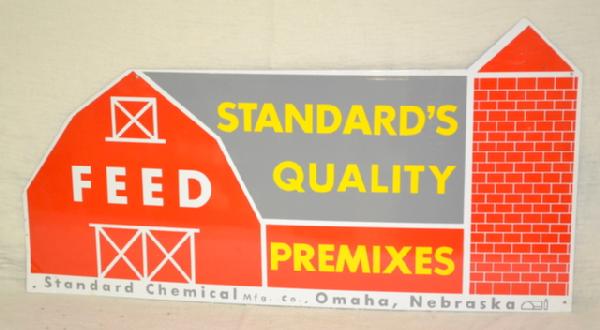 STANDARD'S
QUALITY
FEED
PREMIXES
Standard Chemical Mfg. Co., Omaha, Nebraska